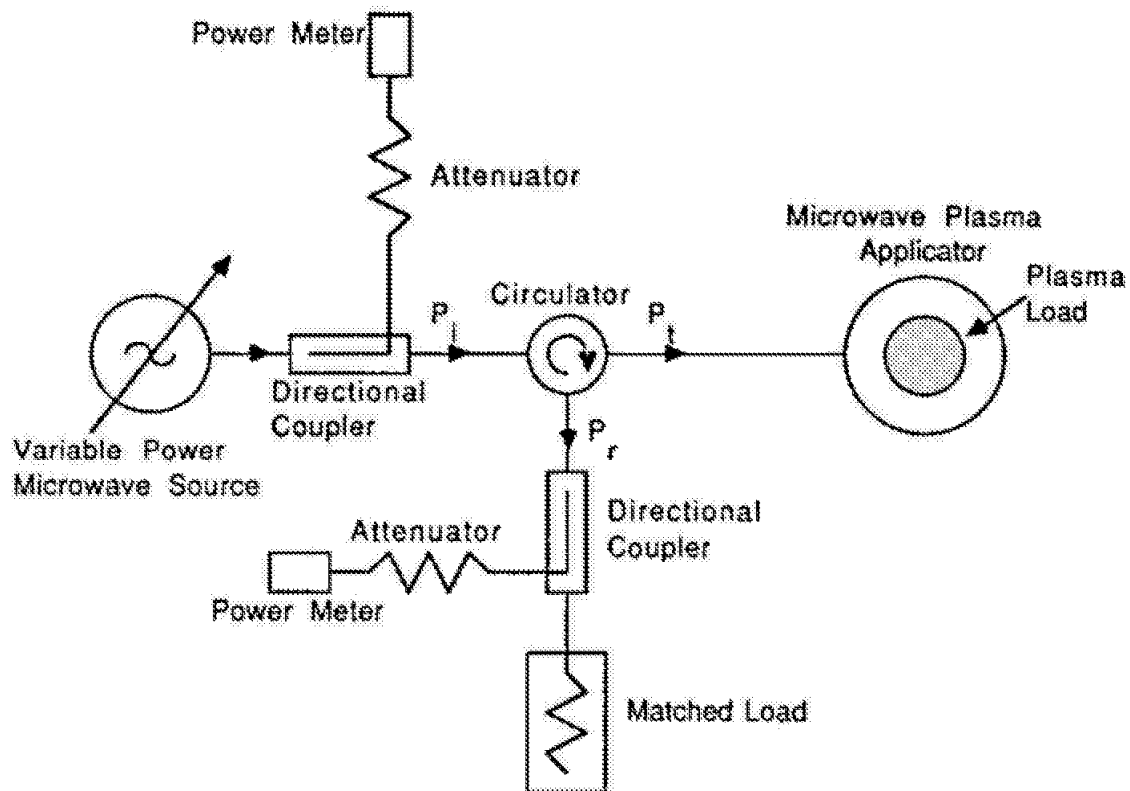 Power Meter
Attenuator
Microwave Plasma
Applicator
Plasma
Load
Circulator
P i
P t
Directional
Coupler
Variable Power
Microwave Source
P r
Directional
Coupler
Attenuator
Power Meter
Matched Load